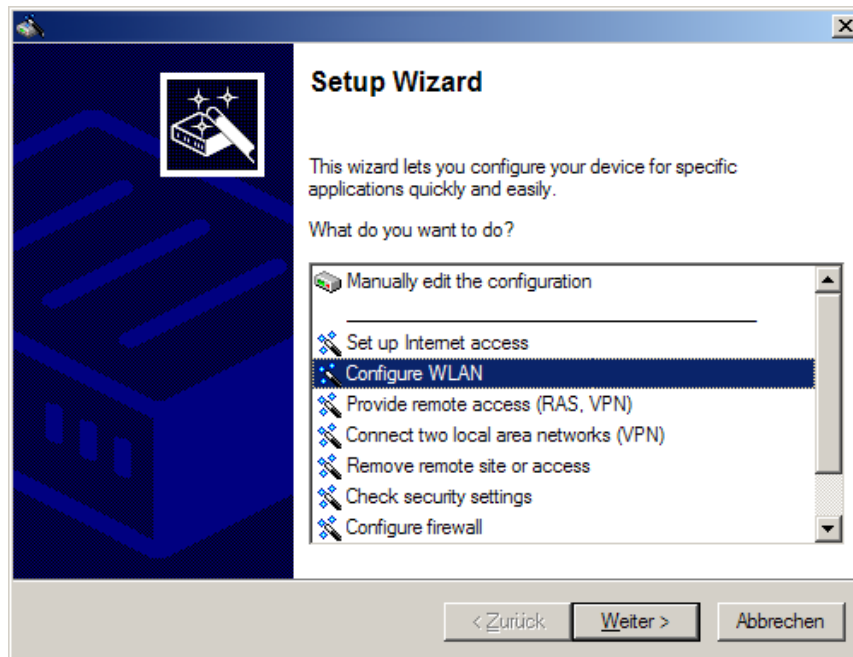 Setup Wizard
This wizard lets you configure your device for specific
applications quickly and easily.
What do you want to do?
Manually edit the configuration
Set up Internet access
Configure WLAN
Provide remote access (RAS, VPN)
Connect two local area networks (VPN)
Remove remote site or access
Check security settings
Configure firewall
< Zurück
Weiter >
Abbrechen